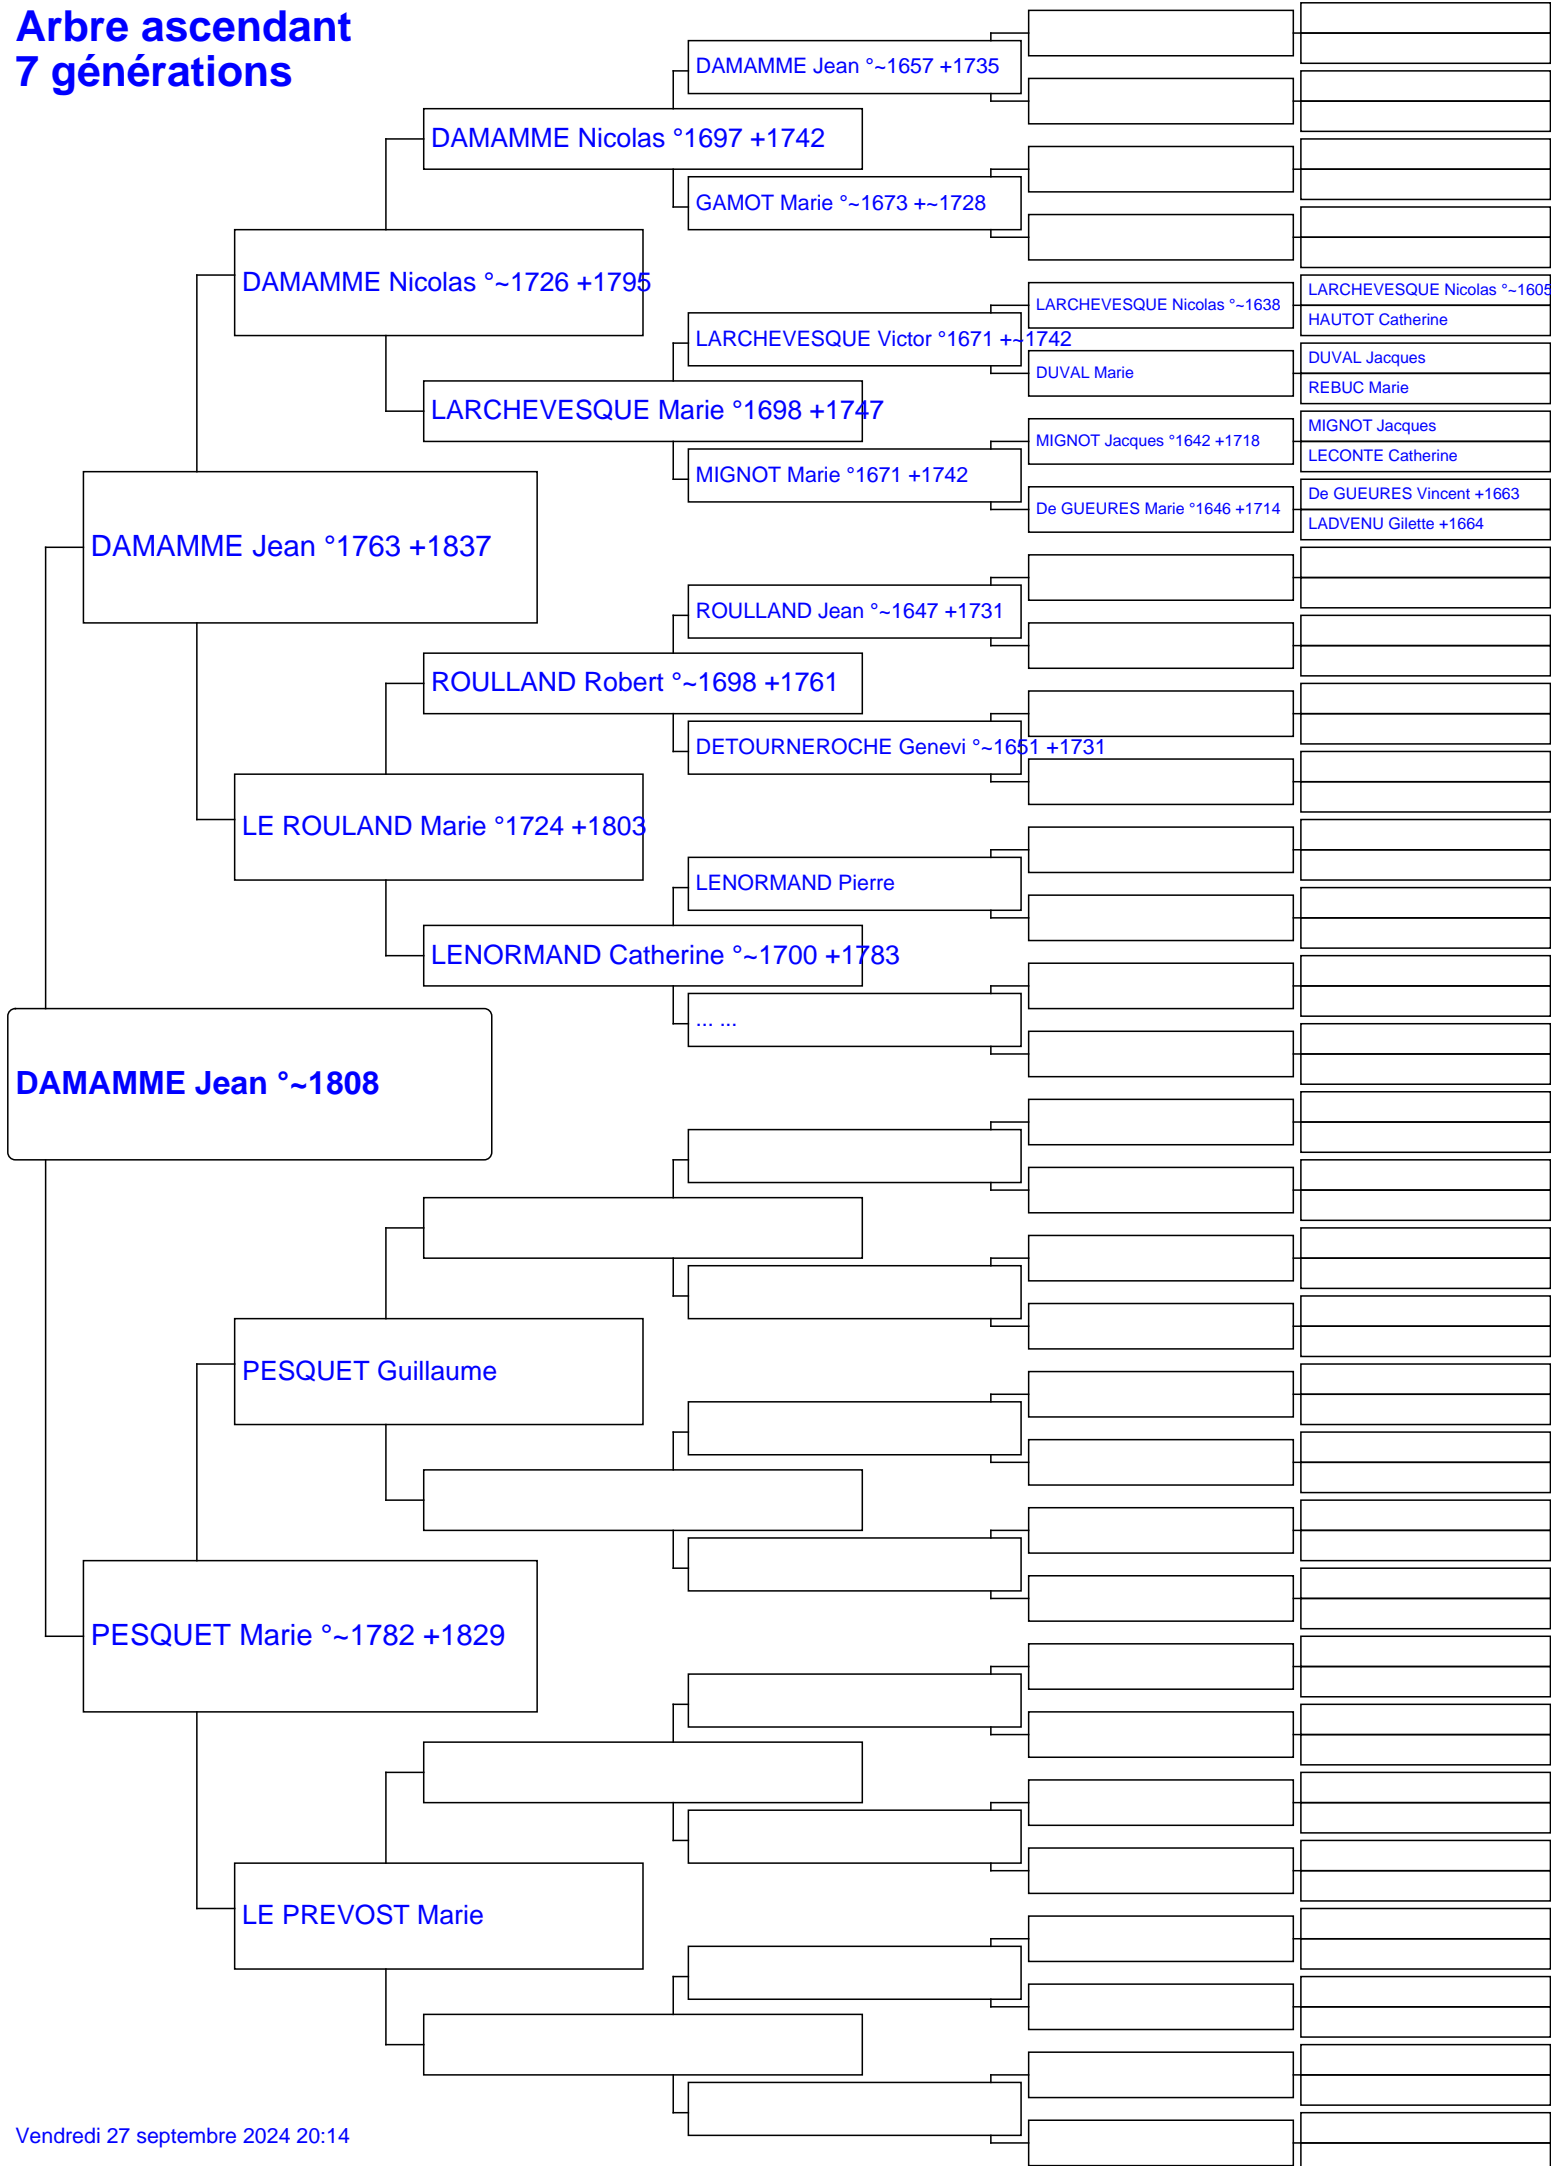 Arbre ascendant
7 générations
DAMAMME Jean °~1657 +1735
DAMAMME Nicolas °1697 +1742
GAMOT Marie °~1673 +~1728
DAMAMME Nicolas °~1726 +1795
LARCHEVESQUE Nicolas °~1605
LARCHEVESQUE Nicolas °~1638
HAUTOT Catherine
LARCHEVESQUE Victor °1671 +~1742
DUVAL Jacques
DUVAL Marie
REBUC Marie
LARCHEVESQUE Marie °1698 +1747
MIGNOT Jacques
MIGNOT Jacques °1642 +1718
LECONTE Catherine
MIGNOT Marie °1671 +1742
De GUEURES Vincent +1663
De GUEURES Marie °1646 +1714
LADVENU Gilette +1664
DAMAMME Jean °1763 +1837
ROULLAND Jean °~1647 +1731
ROULLAND Robert °~1698 +1761
DETOURNEROCHE Genevi °~1651 +1731
LE ROULAND Marie °1724 +1803
LENORMAND Pierre
LENORMAND Catherine °~1700 +1783
... ...
DAMAMME Jean °~1808
PESQUET Guillaume
PESQUET Marie °~1782 +1829
LE PREVOST Marie
Vendredi 27 septembre 2024 20:14